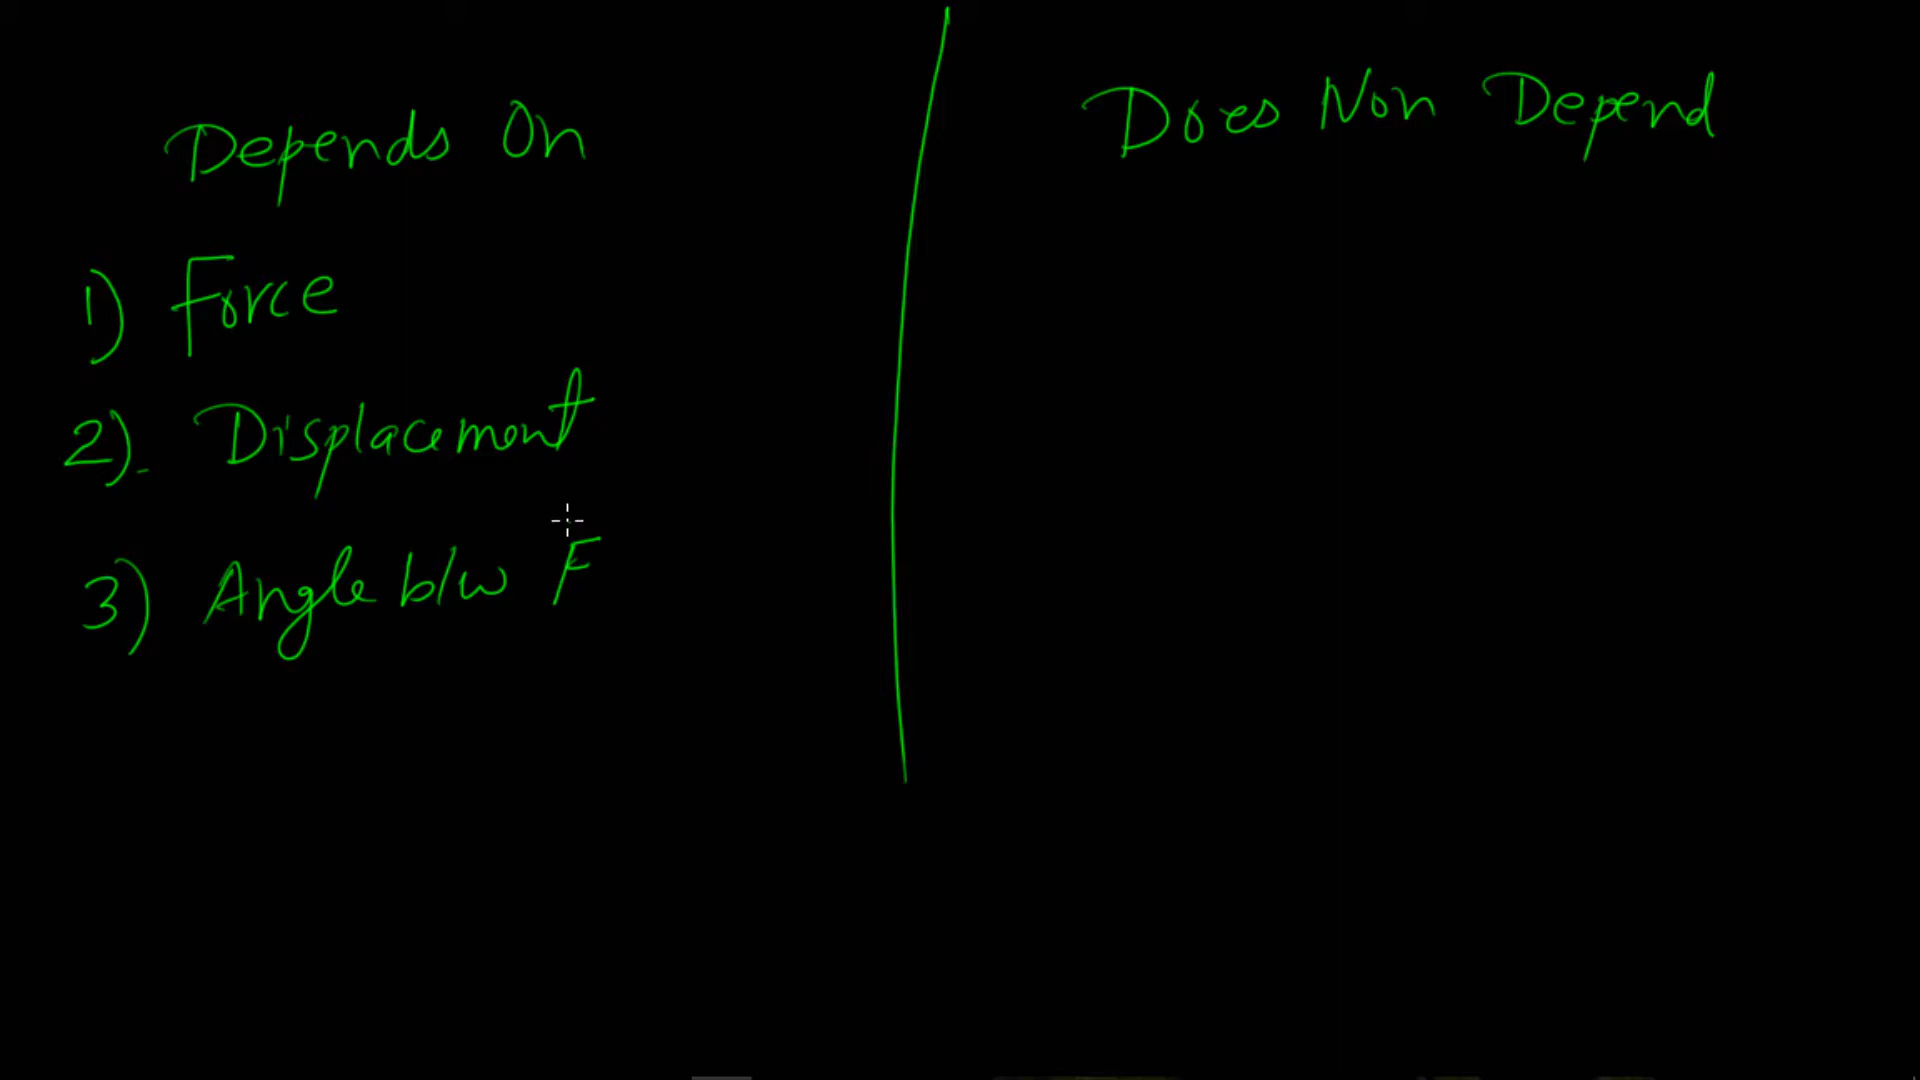 Depends On
1) Force
2). Displacement
3) Angle b/w F
Does Non Depend